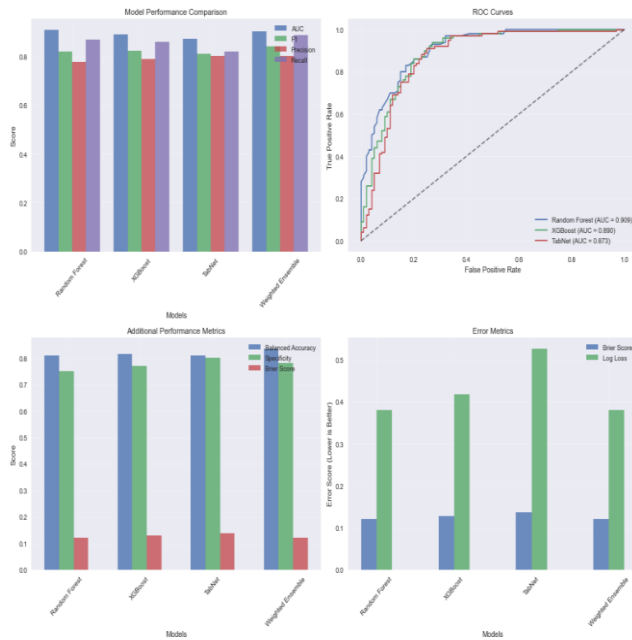 Model Performance Comparison
AUC
F1
Precision
Recall
Score
0.8
0.6
0.4
0.2
0.0
Random Forest
XGBoost
TabNet
Weighted Ensemble
Models
ROC Curves
True Positive Rate
1.0
0.8
0.6
0.4
0.2
0.0
Random Forest (AUC = 0.909)
XGBoost (AUC = 0.890)
TabNet (AUC = 0.873)
0.0 0.2 0.4 0.6 0.8 1.0
False Positive Rate
Additional Performance Metrics
Balanced Accuracy
Specificity
Brier Score
Score
0.8
0.7
0.6
0.5
0.4
0.3
0.2
0.1
0.0
Random Forest
XGBoost
TabNet
Weighted Ensemble
Models
Error Metrics
Brier Score
Log Loss
Error Score (Lower is Better)
0.5
0.4
0.3
0.2
0.1
0.0
Random Forest
XGBoost
TabNet
Weighted Ensemble
Models